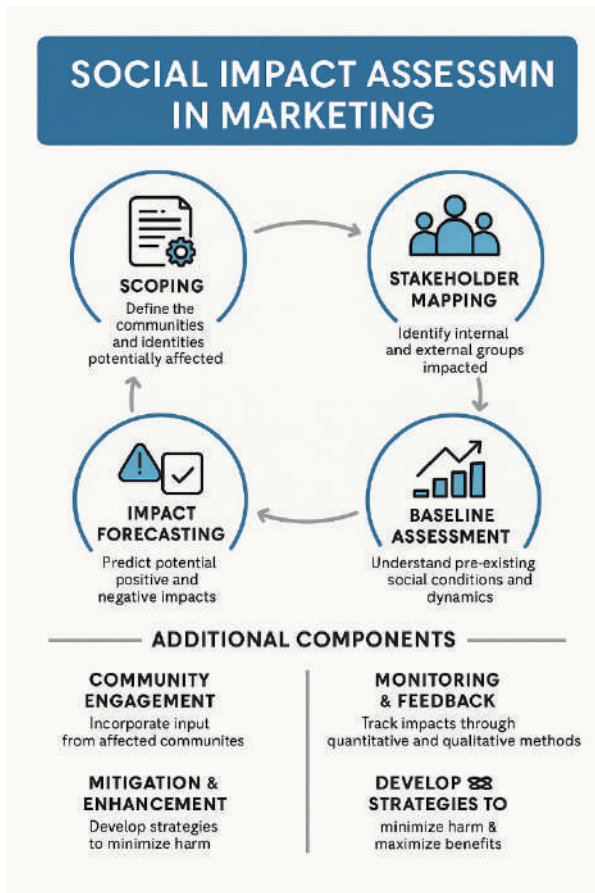 SOCIAL IMPACT ASSESSMN
IN MARKETING
SCOPING
Define the
communities
and identities
potentially affected
STAKEHOLDER
MAPPING
Identify internal
and external groups
impacted
BASELINE
ASSESSMENT
Understand pre-existing
social conditions and
dynamics
IMPACT
FORECASTING
Predict potential
positive and
negative impacts
ADDITIONAL COMPONENTS
COMMUNITY
ENGAGEMENT
Incorporate input
from affected communites
MONITORING
& FEEDBACK
Track impacts through
quantitative and qualitative methods
MITIGATION &
ENHANCEMENT
Develop strategies
to minimize harm
DEVELOP
STRATEGIES TO
minimize harm &
maximize benefits